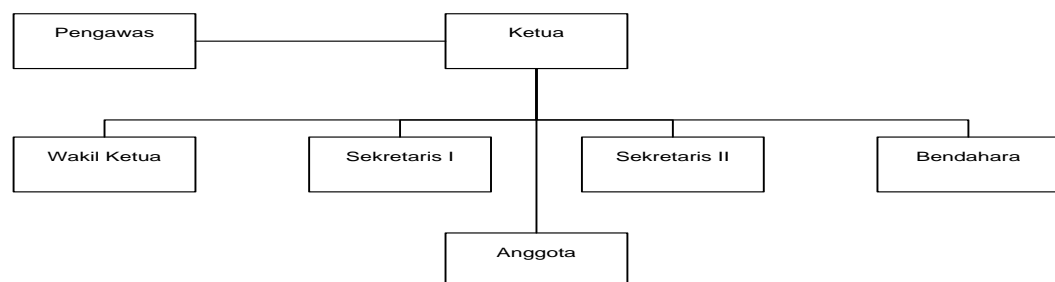 Pengawas
Ketua
Wakil Ketua
Sekretaris I
Sekretaris II
Bendahara
Anggota